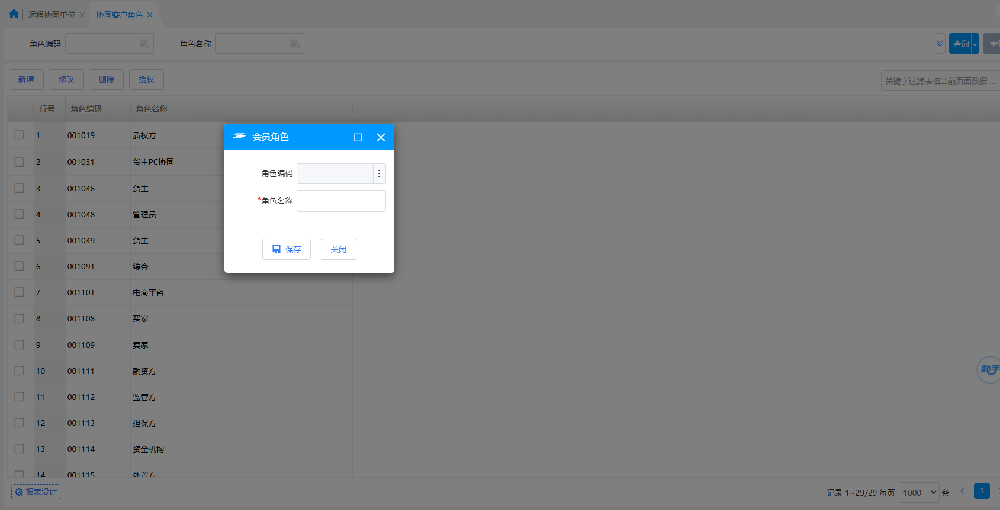 远程协同单位 协同客户角色
角色编码 角色名称 查询
新增 修改 删除 授权 关键字过滤表格当前页面数据 ...
行号 角色编码 角色名称
1 001019 质权方
2 001031 货主PC协同
3 001046 货主
4 001048 管理员
5 001049 货主
6 001091 综合
7 001101 电商平台
8 001108 买家
9 001109 卖家
10 001111 融资方
11 001112 监管方
12 001113 担保方
13 001114 资金机构
14 001115 处置方
会员角色
角色编码
*角色名称
保存 关闭
助手
报表设计 记录 1~29/29 每页 1000 条 1